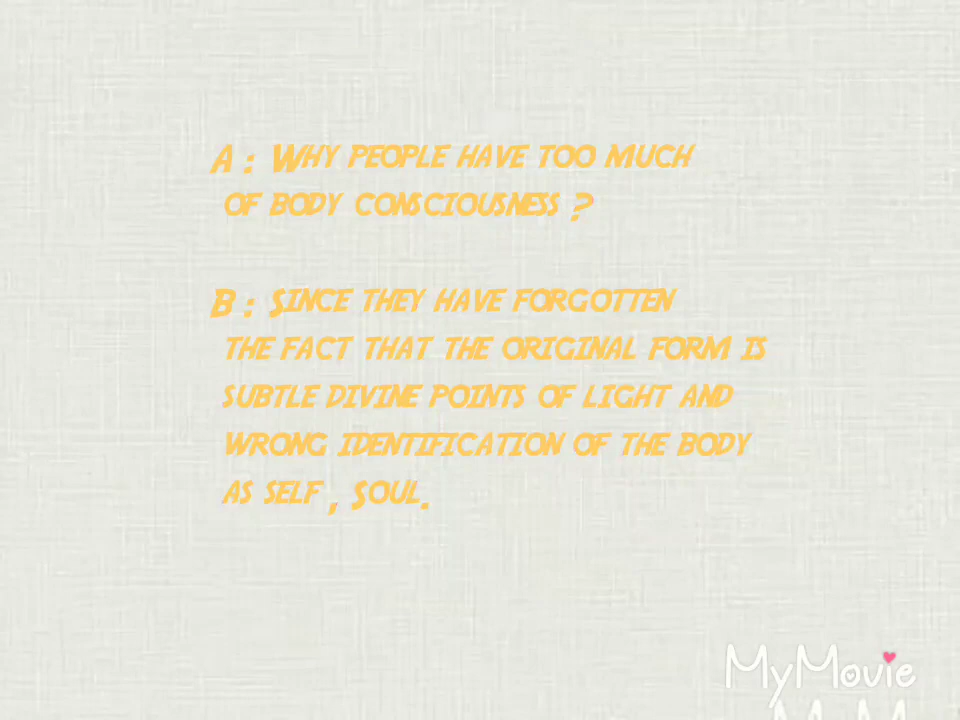 A : Why people have too much
of body consciousness ?
B : Since they have forgotten
the fact that the original form is
subtle divine points of light and
wrong identification of the body
as self , Soul.
MyMovie